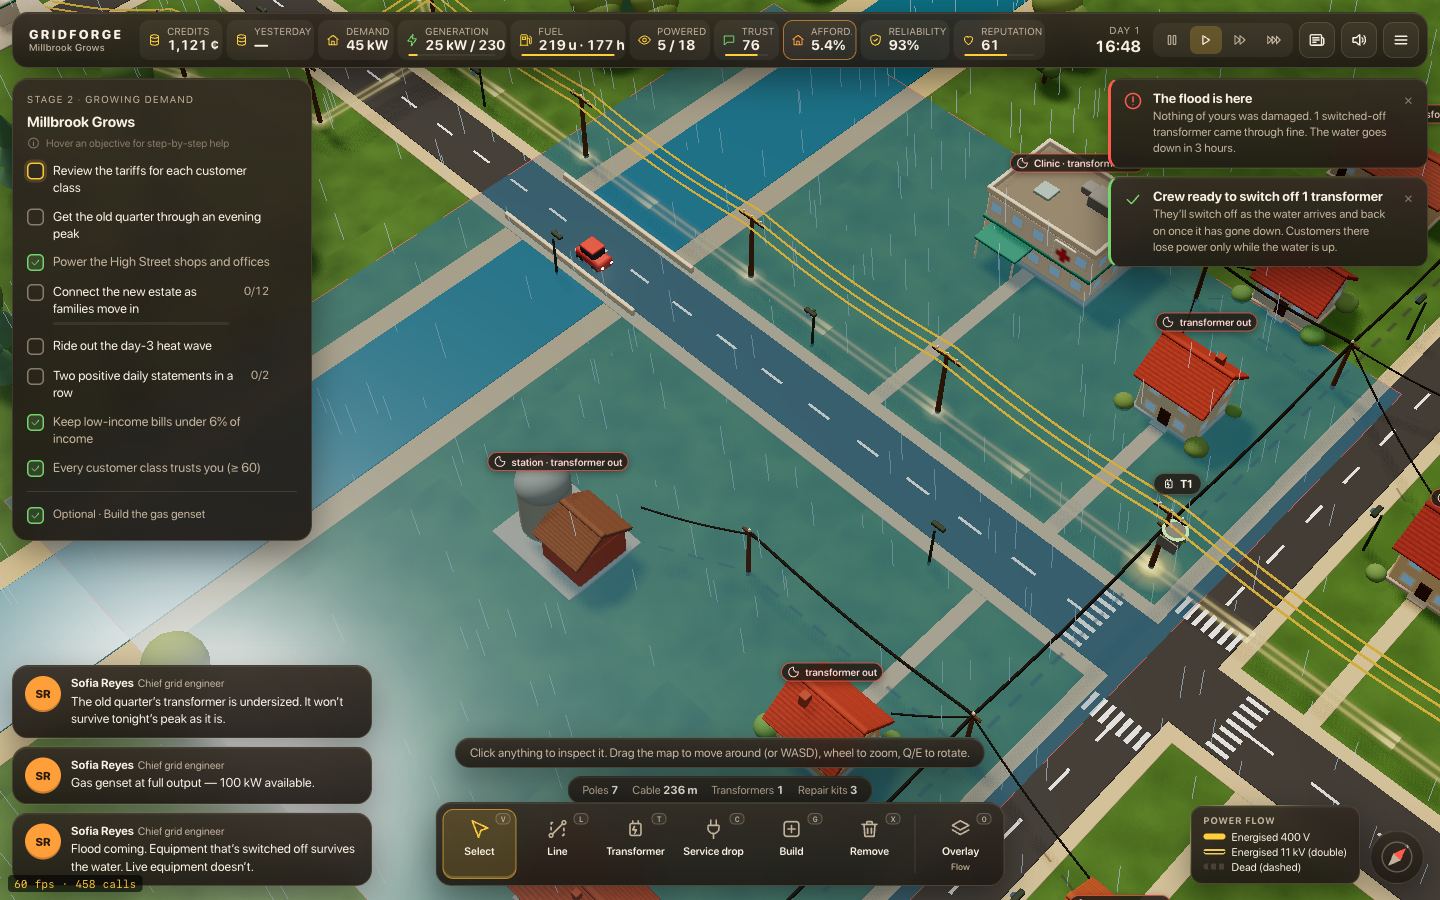 GRIDFORGE
Millbrook Grows
CREDITS
1,121 ¢
YESTERDAY
—
DEMAND
45 kW
GENERATION
25 kW / 230
FUEL
219 u · 177 h
POWERED
5 / 18
TRUST
76
AFFORD.
5.4%
RELIABILITY
93%
REPUTATION
61
DAY 1
16:48
STAGE 2 · GROWING DEMAND
Millbrook Grows
Hover an objective for step-by-step help
Review the tariffs for each customer
class
Get the old quarter through an evening
peak
Power the High Street shops and offices
Connect the new estate as
families move in
0/12
Ride out the day-3 heat wave
Two positive daily statements in a
row
0/2
Keep low-income bills under 6% of
income
Every customer class trusts you (≥ 60)
Optional · Build the gas genset
The flood is here
×
Nothing of yours was damaged. 1 switched-off
transformer came through fine. The water goes
down in 3 hours.
Crew ready to switch off 1 transformer
×
They'll switch off as the water arrives and back
on once it has gone down. Customers there
lose power only while the water is up.
Clinic · transform
transformer out
station · transformer out
T1
transformer out
SR
Sofia Reyes Chief grid engineer
The old quarter's transformer is undersized. It won't
survive tonight's peak as it is.
SR
Sofia Reyes Chief grid engineer
Gas genset at full output — 100 kW available.
SR
Sofia Reyes Chief grid engineer
Flood coming. Equipment that's switched off survives
the water. Live equipment doesn't.
60 fps · 458 calls
Click anything to inspect it. Drag the map to move around (or WASD), wheel to zoom, Q/E to rotate.
Poles 7 Cable 236 m Transformers 1 Repair kits 3
V
Select
L
Line
T
Transformer
C
Service drop
G
Build
X
Remove
O
Overlay
Flow
POWER FLOW
Energised 400 V
Energised 11 kV (double)
Dead (dashed)